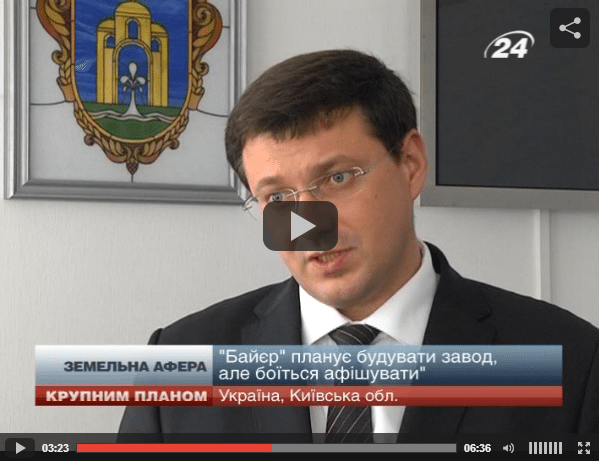 24
ЗЕМЕЛЬНА АФЕРА
"Байєр" планує будувати завод,
але боїться афішувати"
КРУПНИМ ПЛАНОМ
Україна, Київська обл.
03:23
06:36